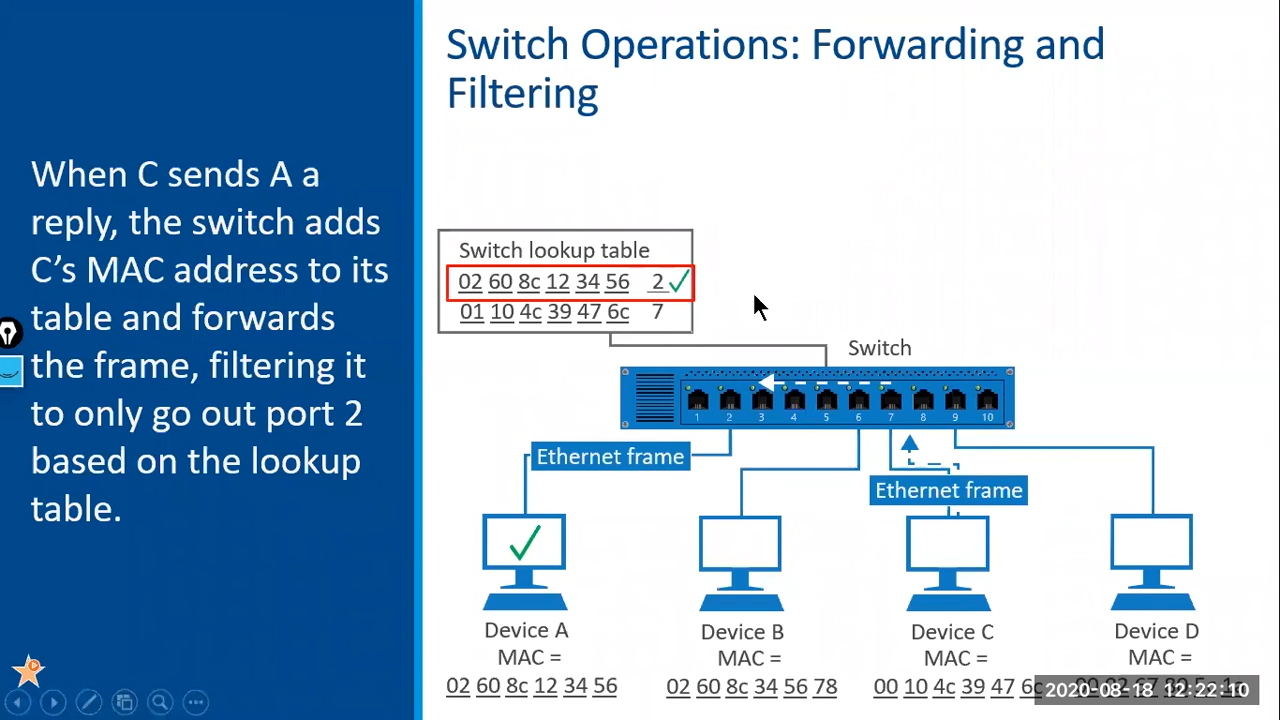 Switch Operations: Forwarding and
Filtering
When C sends A a
reply, the switch adds
C’s MAC address to its
table and forwards
the frame, filtering it
to only go out port 2
based on the lookup
table.
Switch lookup table
02 60 8c 12 34 56 2
01 10 4c 39 47 6c 7
Switch
1 2 3 4 5 6 7 8 9 10
Ethernet frame
Ethernet frame
Device A
MAC =
02 60 8c 12 34 56
Device B
MAC =
02 60 8c 34 56 78
Device C
MAC =
00 10 4c 39 47 6c
Device D
MAC =
2020-08-18 12:22:10